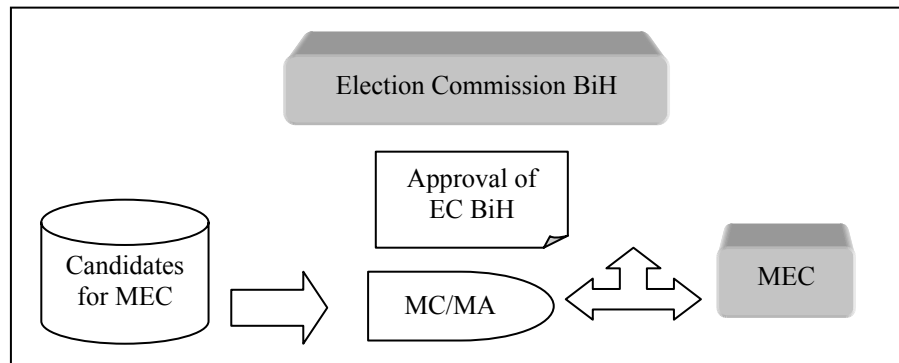 Election Commission BiH
Approval of
EC BiH
Candidates
for MEC
MC/MA
MEC